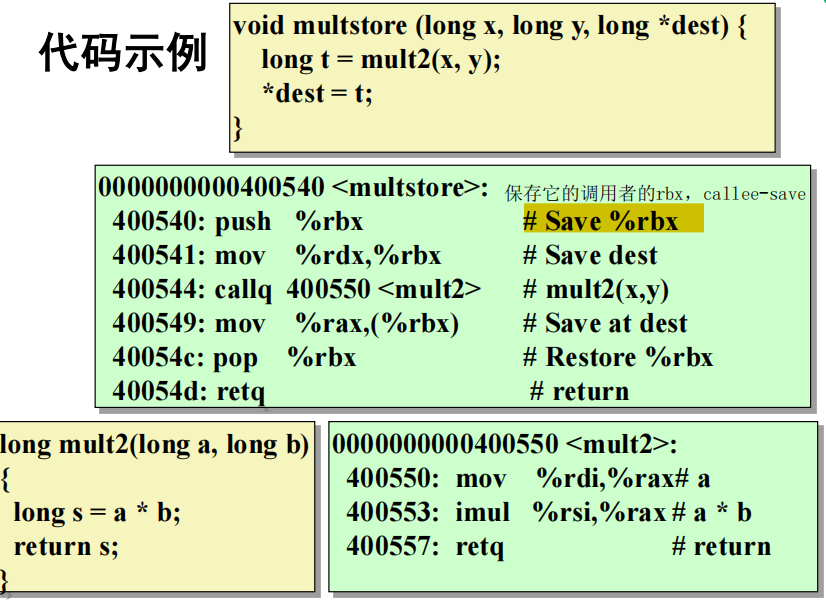 代码示例
void multstore (long x, long y, long *dest) {
long t = mult2(x, y);
*dest = t;
}
0000000000400540 <multstore>: 保存它的调用者的rbx，callee-save
400540: push %rbx # Save %rbx
400541: mov %rdx,%rbx # Save dest
400544: callq 400550 <mult2> # mult2(x,y)
400549: mov %rax,(%rbx) # Save at dest
40054c: pop %rbx # Restore %rbx
40054d: retq # return
long mult2(long a, long b)
{
long s = a * b;
return s;
}
0000000000400550 <mult2>:
400550: mov %rdi,%rax# a
400553: imul %rsi,%rax # a * b
400557: retq # return